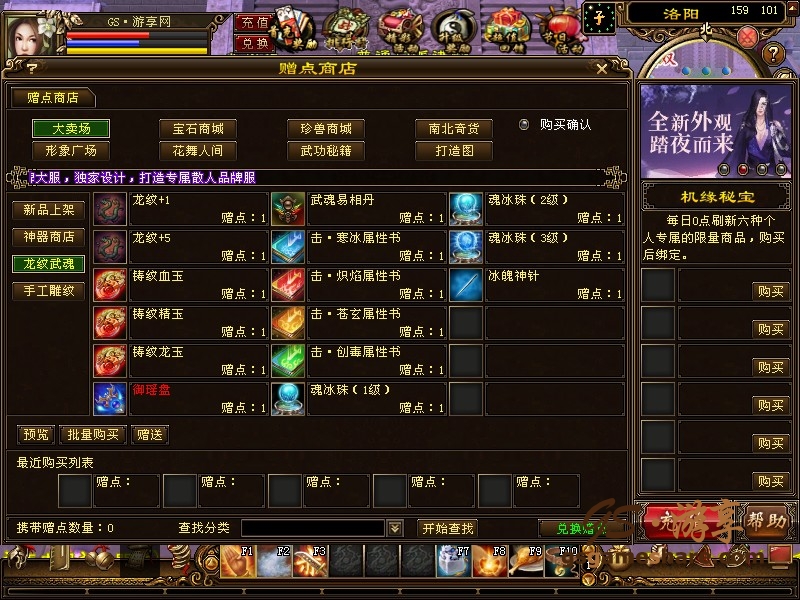 GS·游享网
充值
兑换
洛阳
159 101
北
赠点商店
赠点商店
大卖场
宝石商城
珍兽商城
南北奇货
购买确认
形象广场
花舞人间
武功秘籍
打造图
大服，独家设计，打造专属散人品牌服
新品上架
神器商店
龙纹武魂
手工雕纹
龙纹+1
赠点：1
武魂易相丹
赠点：1
魂冰珠（2级）
赠点：1
龙纹+5
赠点：1
击·寒冰属性书
赠点：1
魂冰珠（3级）
赠点：1
铸纹血玉
赠点：1
击·炽焰属性书
赠点：1
冰魄神针
赠点：1
铸纹精玉
赠点：1
击·苍玄属性书
赠点：1
铸纹龙玉
赠点：1
击·创毒属性书
赠点：1
御瑶盘
赠点：1
魂冰珠（1级）
赠点：1
预览
批量购买
赠送
最近购买列表
赠点：
赠点：
赠点：
赠点：
赠点：
携带赠点数量：0
查找分类
开始查找
兑换赠点
全新外观
踏夜而来
机缘秘宝
每日0点刷新六种个
人专属的限量商品，购买
后绑定。
购买
购买
购买
购买
购买
购买
帮助
GS·游享
F1
F2
F3
F7
F8
F9
F10